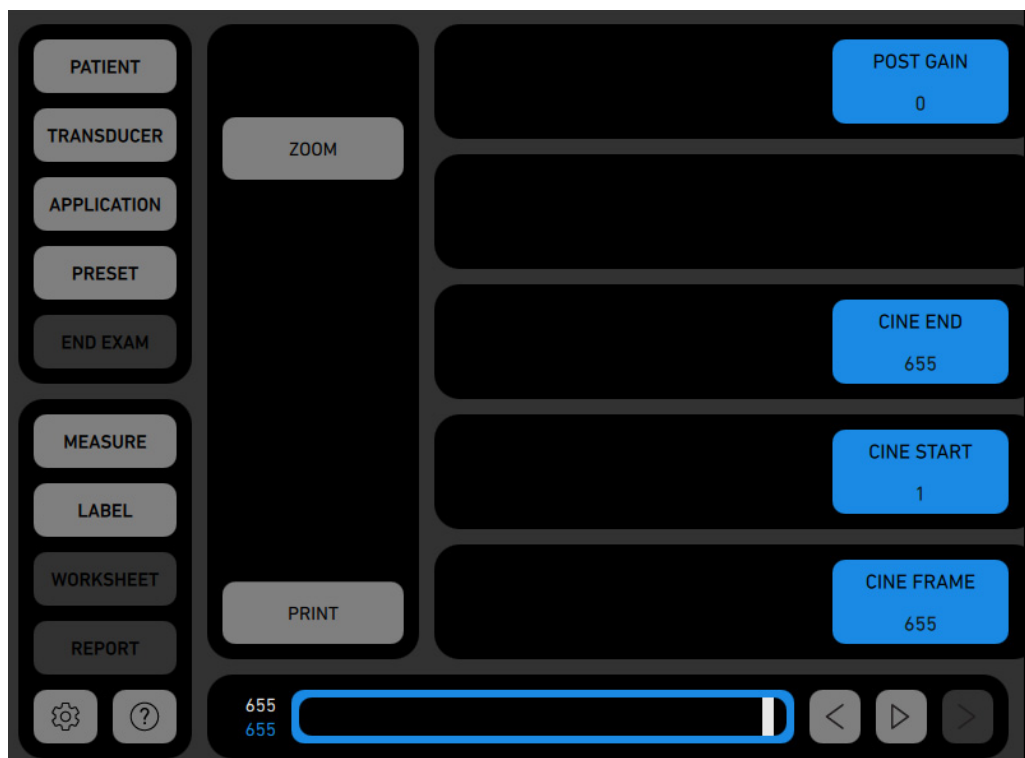 PATIENT
TRANSDUCER
APPLICATION
PRESET
END EXAM
MEASURE
LABEL
WORKSHEET
REPORT
?
ZOOM
PRINT
POST GAIN
0
CINE END
655
CINE START
1
CINE FRAME
655
655
655